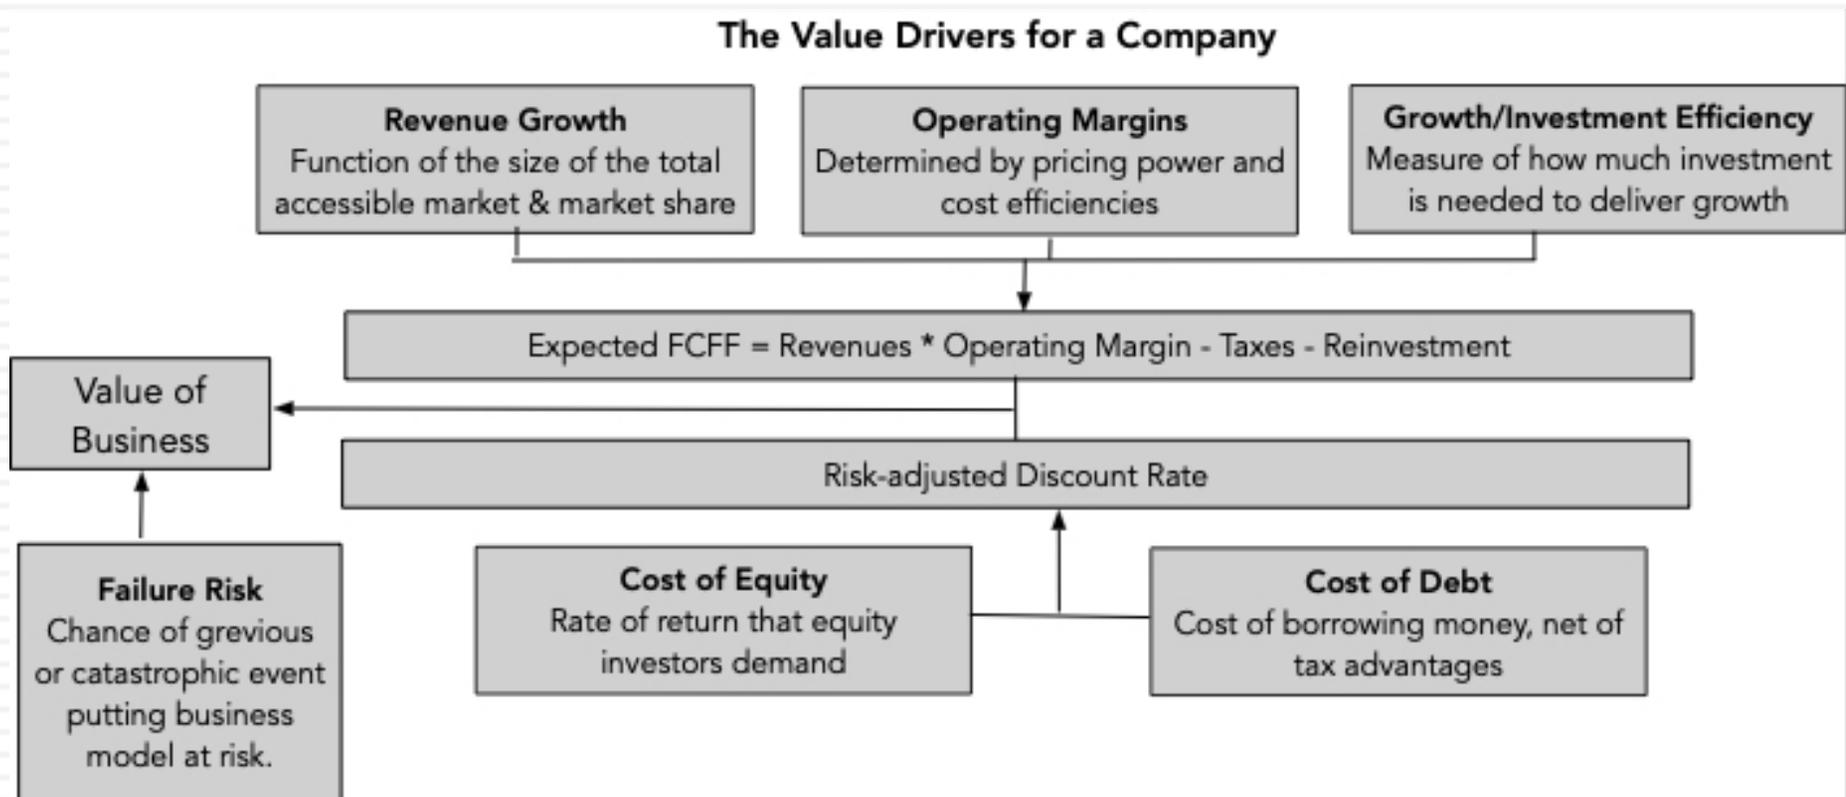 The Value Drivers for a Company
Revenue Growth
Function of the size of the total
accessible market & market share
Operating Margins
Determined by pricing power and
cost efficiencies
Growth/Investment Efficiency
Measure of how much investment
is needed to deliver growth
Expected FCFF = Revenues * Operating Margin - Taxes - Reinvestment
Value of
Business
Risk-adjusted Discount Rate
Failure Risk
Chance of grevious
or catastrophic event
putting business
model at risk.
Cost of Equity
Rate of return that equity
investors demand
Cost of Debt
Cost of borrowing money, net of
tax advantages